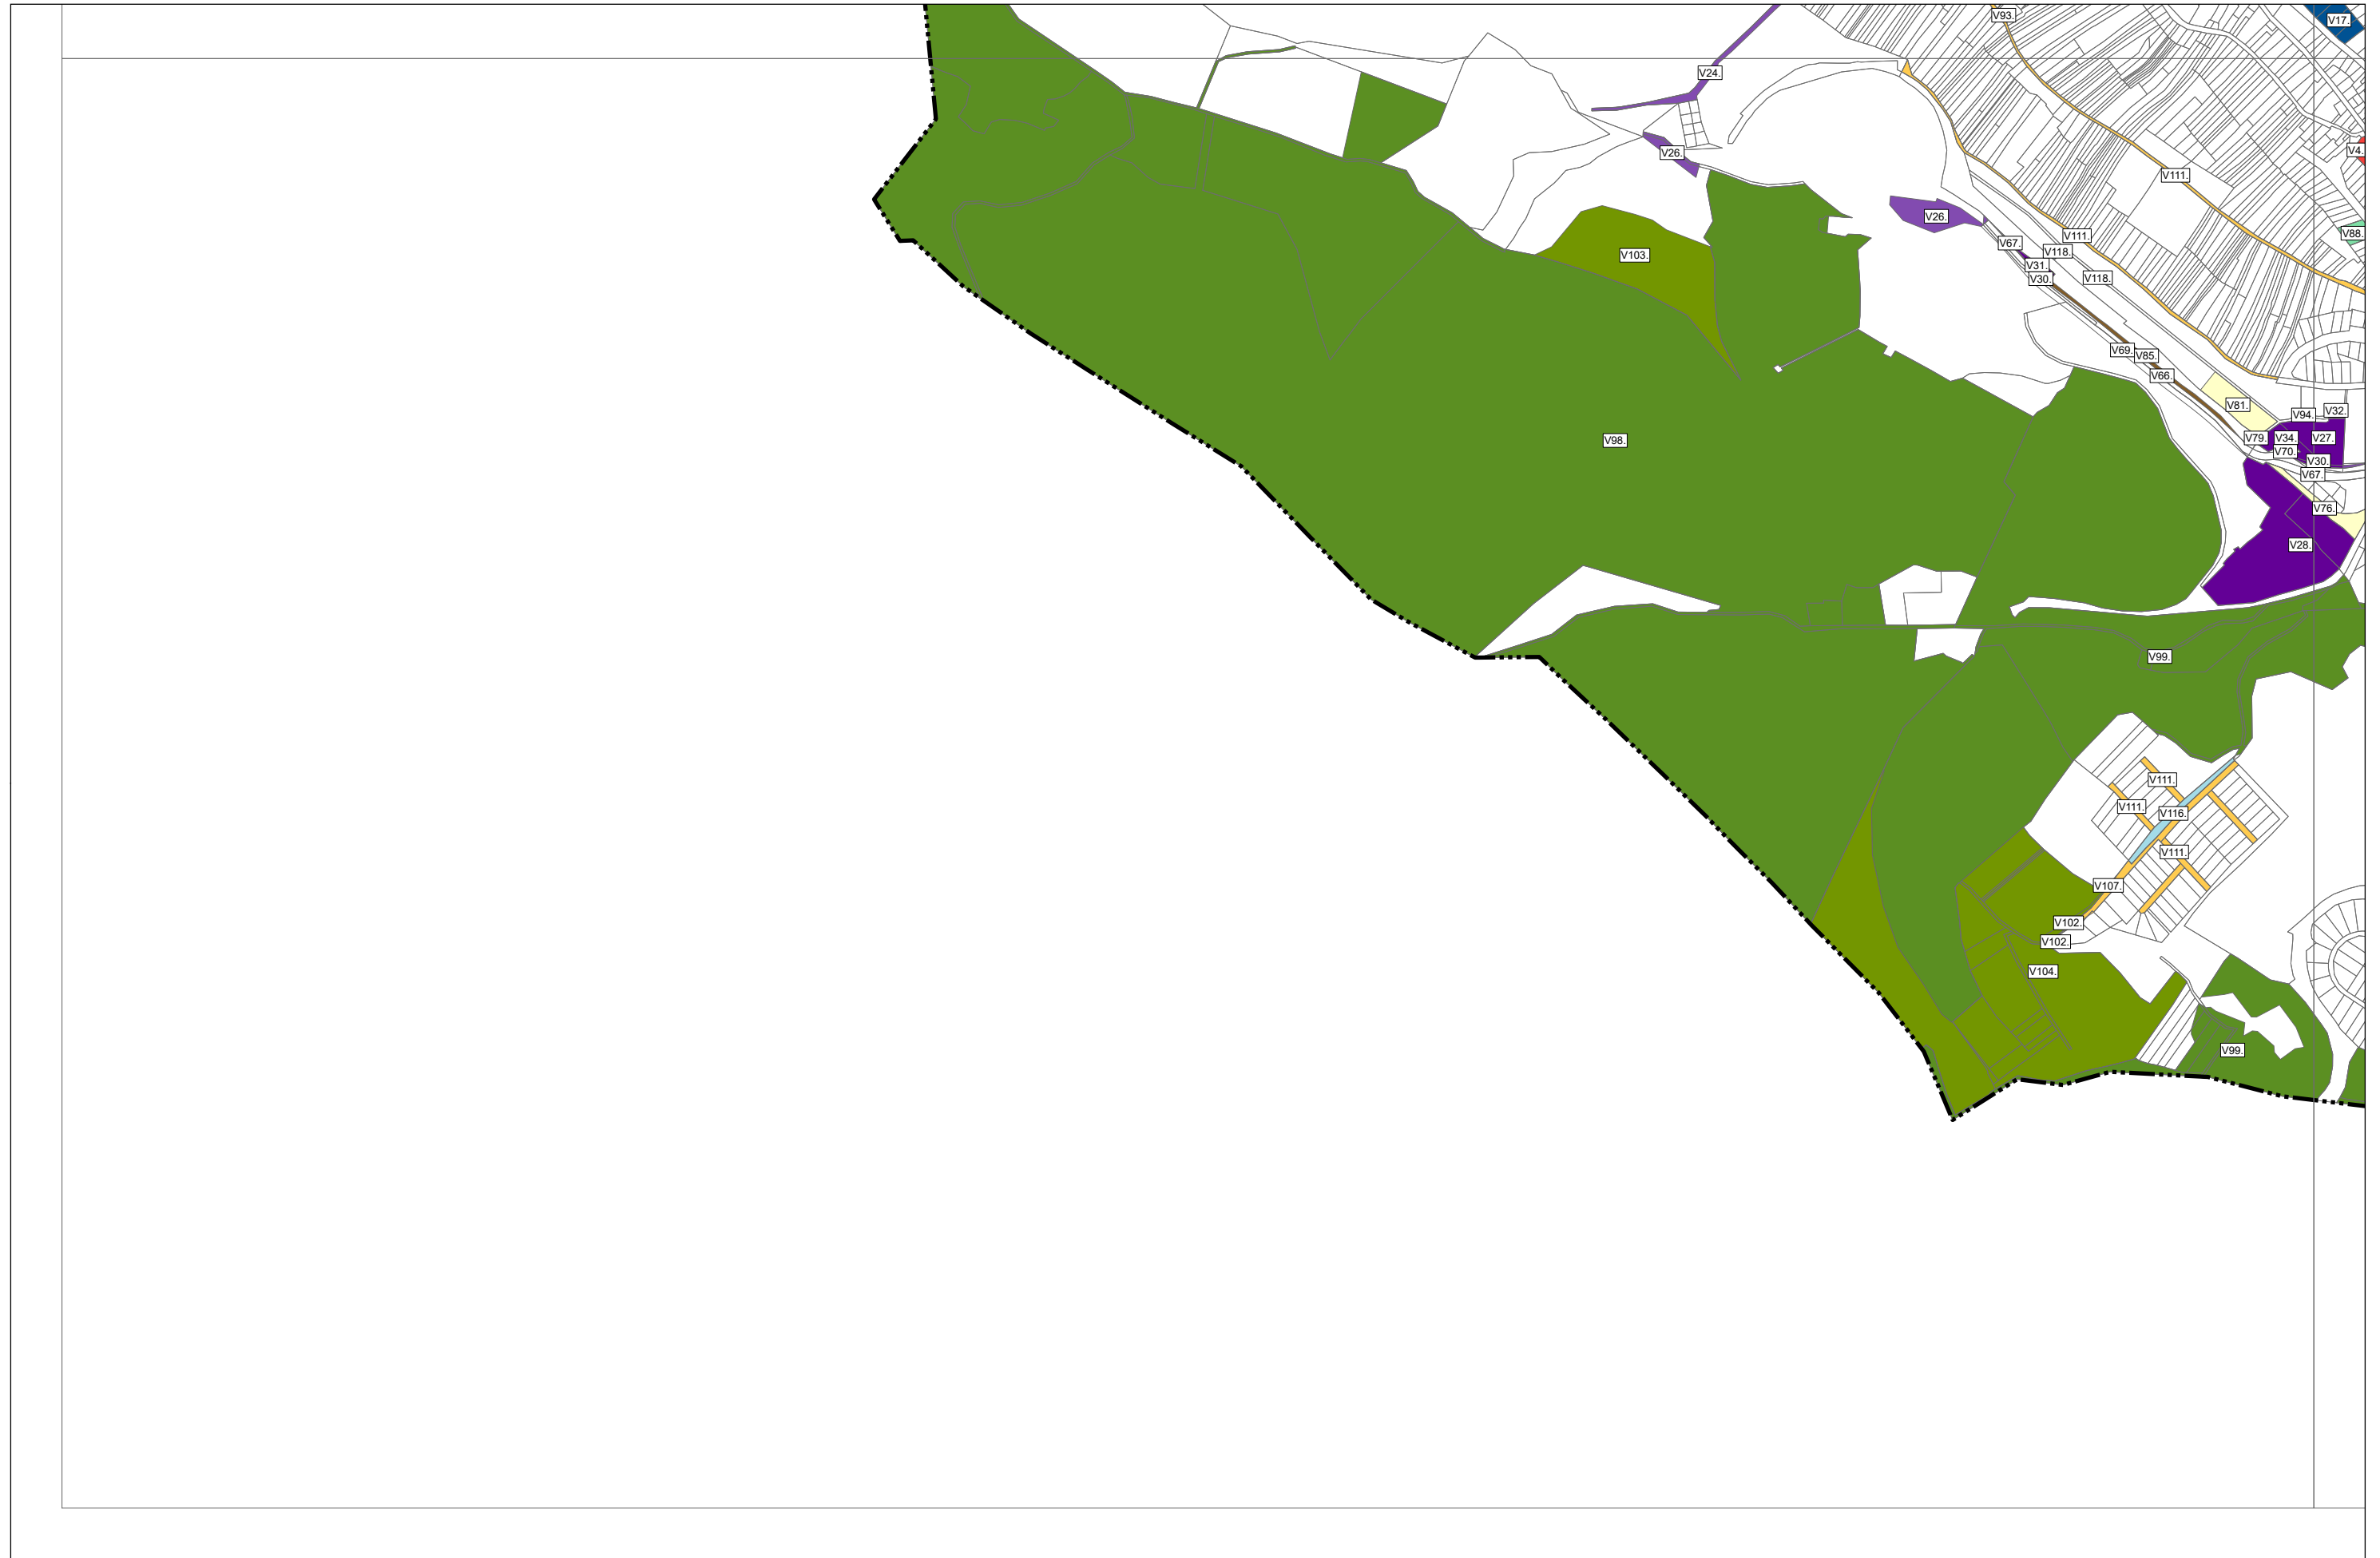 V93.
V17.
V24.
V4.
V26.
V111.
V26.
V88.
V111.
V67.
V118.
V103.
V31.
V118.
V30.
V69.
V85.
V66.
V81.
V32.
V94.
V79.
V34.
V27.
V98.
V70.
V30.
V67.
V76.
V28.
V99.
V111.
V111.
V116.
V111.
V107.
V102.
V102.
V104.
V99.